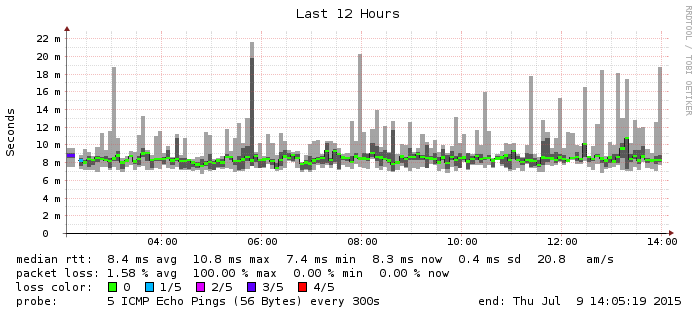 Last 12 Hours
RRDTOOL / TOBI OETIKER
Seconds
22 m
20 m
18 m
16 m
14 m
12 m
10 m
8 m
6 m
4 m
2 m
0
04:00 06:00 08:00 10:00 12:00 14:00
median rtt: 8.4 ms avg 10.8 ms max 7.4 ms min 8.3 ms now 0.4 ms sd 20.8 am/s
packet loss: 1.58 % avg 100.00 % max 0.00 % min 0.00 % now
loss color: 0 1/5 2/5 3/5 4/5
probe: 5 ICMP Echo Pings (56 Bytes) every 300s end: Thu Jul 9 14:05:19 2015